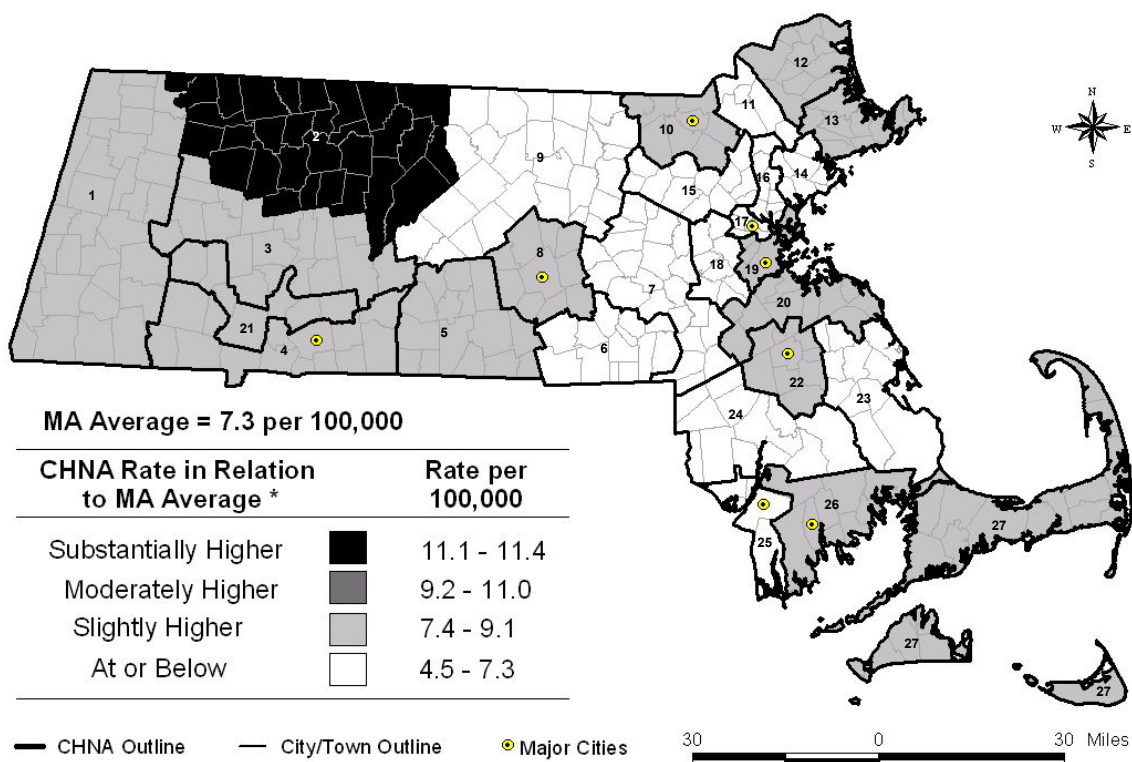 12
11
N
13
10
W E
2
S
9
16
14
15
1
17
3
8
18
19
7
20
21
5
4
6
22
23
24
MA Average = 7.3 per 100,000
CHNA Rate in Relation to MA Average *
Rate per 100,000
26
27
25
Substantially Higher 11.1 - 11.4
Moderately Higher 9.2 - 11.0
Slightly Higher 7.4 - 9.1
At or Below 4.5 - 7.3
27
27
CHNA Outline City/Town Outline Major Cities
30 0 30 Miles